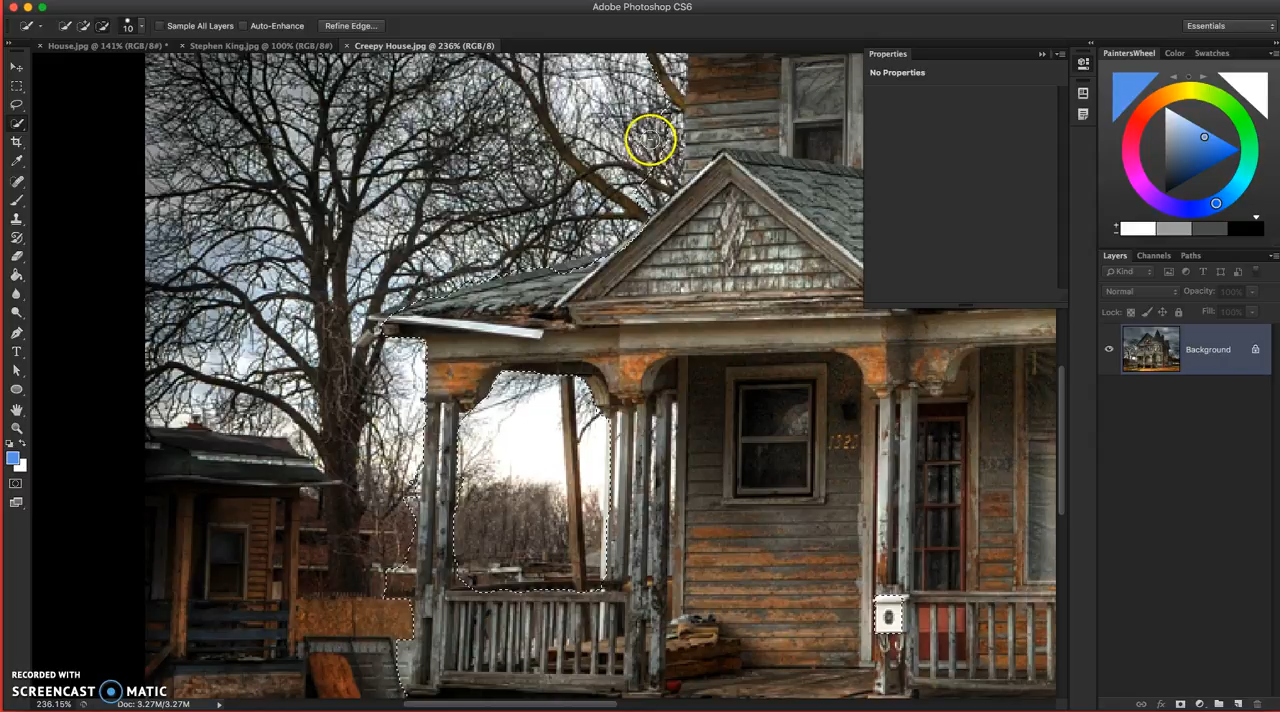 Adobe Photoshop CS6
10
Sample All Layers
Auto-Enhance
Refine Edge...
Essentials
House.jpg @ 141% (RGB/8#) *
Stephen King.jpg @ 100% (RGB/8#)
Creepy House.jpg @ 236% (RGB/8)
Properties
No Properties
PaintersWheel
Color
Swatches
Layers
Channels
Paths
Kind
Normal
Opacity: 100%
Lock:
Fill: 100%
Background
1323
RECORDED WITH
SCREENCAST MATIC
236.15%
Doc: 3.27M/3.27M